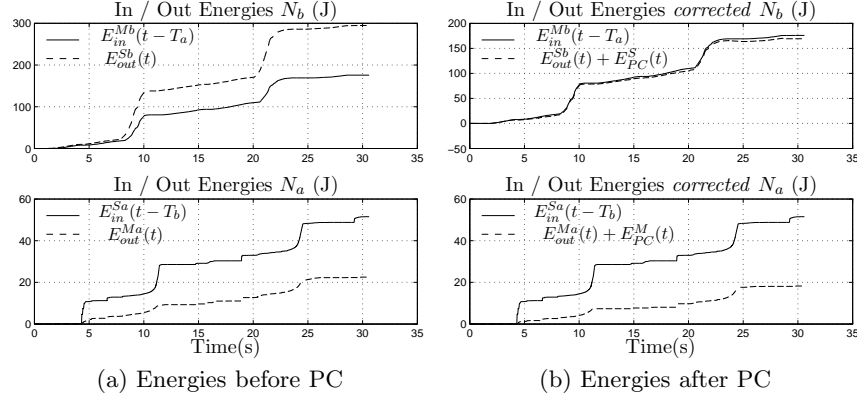 In / Out Energies N_b (J)
E_in^Mb(t − T_a)
E_out^Sb(t)
300
200
100
0
0 5 10 15 20 25 30 35
In / Out Energies N_a (J)
E_in^Sa(t − T_b)
E_out^Ma(t)
60
40
20
0
0 5 10 15 20 25 30 35
Time(s)
(a) Energies before PC
In / Out Energies corrected N_b (J)
E_in^Mb(t − T_a)
E_out^Sb(t) + E_PC^S(t)
200
150
100
50
0
−50
0 5 10 15 20 25 30 35
In / Out Energies corrected N_a (J)
E_in^Sa(t − T_b)
E_out^Ma(t) + E_PC^M(t)
60
40
20
0
0 5 10 15 20 25 30 35
Time(s)
(b) Energies after PC